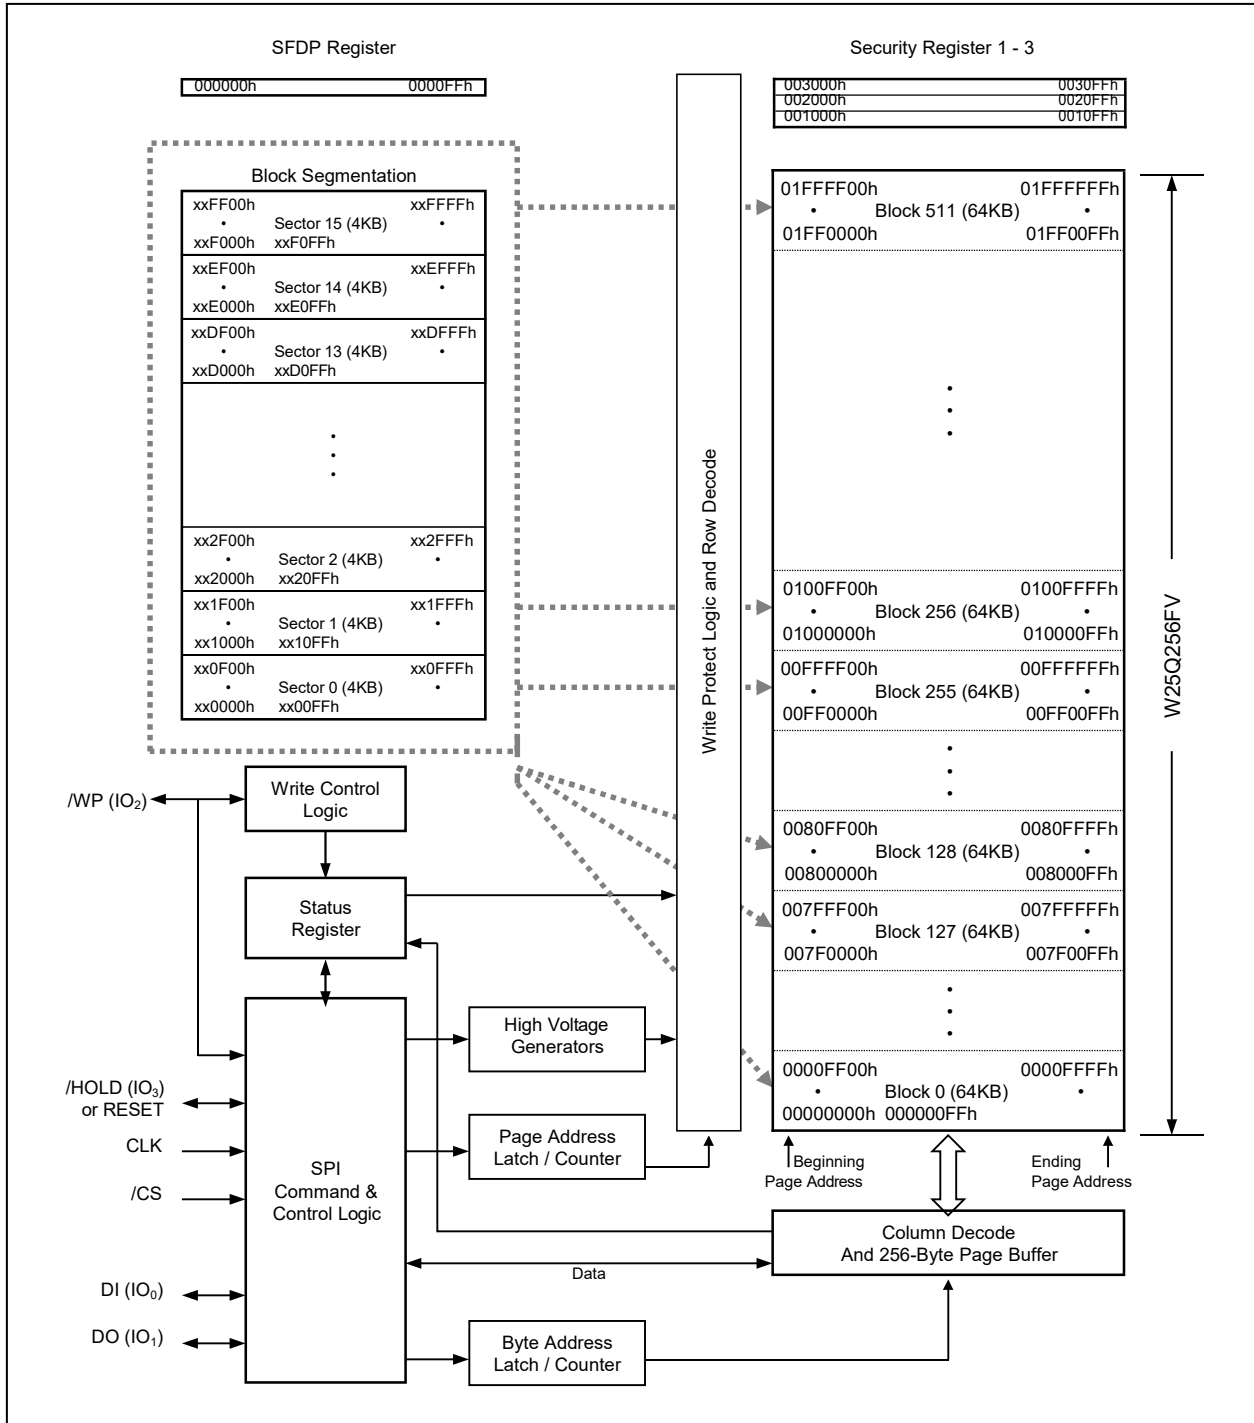 SFDP Register
000000h 0000FFh
Security Register 1 - 3
003000h 0030FFh
002000h 0020FFh
001000h 0010FFh
Block Segmentation
xxFF00h xxFFFFh
• Sector 15 (4KB) •
xxF000h xxF0FFh
xxEF00h xxEFFFh
• Sector 14 (4KB) •
xxE000h xxE0FFh
xxDF00h xxDFFFh
• Sector 13 (4KB) •
xxD000h xxD0FFh
xx2F00h xx2FFFh
• Sector 2 (4KB) •
xx2000h xx20FFh
xx1F00h xx1FFFh
• Sector 1 (4KB) •
xx1000h xx10FFh
xx0F00h xx0FFFh
• Sector 0 (4KB) •
xx0000h xx00FFh
Write Protect Logic and Row Decode
01FFFF00h 01FFFFFFh
• Block 511 (64KB) •
01FF0000h 01FF00FFh
0100FF00h 0100FFFFh
• Block 256 (64KB) •
01000000h 010000FFh
00FFFF00h 00FFFFFFh
• Block 255 (64KB) •
00FF0000h 00FF00FFh
0080FF00h 0080FFFFh
• Block 128 (64KB) •
00800000h 008000FFh
007FFF00h 007FFFFFh
• Block 127 (64KB) •
007F0000h 007F00FFh
0000FF00h 0000FFFFh
• Block 0 (64KB) •
00000000h 000000FFh
W25Q256FV
Beginning
Page Address
Ending
Page Address
/WP (IO₂)
Write Control
Logic
Status
Register
High Voltage
Generators
/HOLD (IO₃)
or RESET
CLK
/CS
SPI
Command &
Control Logic
Page Address
Latch / Counter
Column Decode
And 256-Byte Page Buffer
Data
DI (IO₀)
DO (IO₁)
Byte Address
Latch / Counter